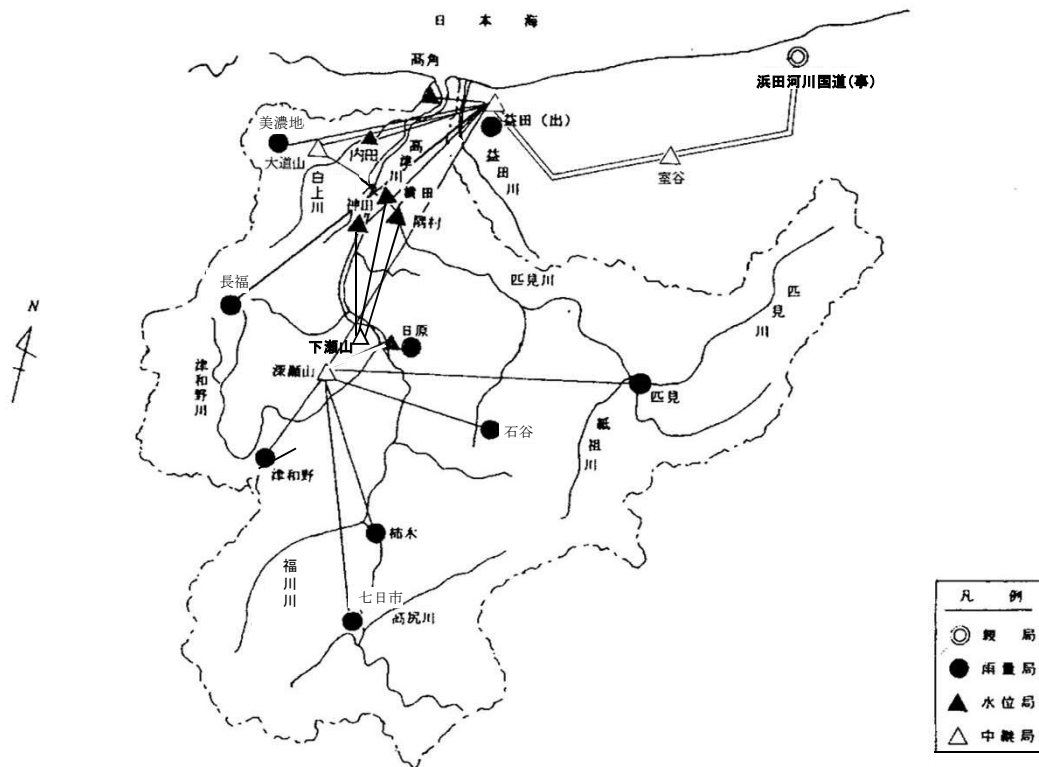 日本海
高角
浜田河川国道(事)
益田（出）
美濃地
大道山
内田
高津川
益田川
室谷
白上川
横田
神田
隅村
長福
匹見川
匹見川
N
日原
下瀬山
津和野川
匹見
石谷
紙祖川
津和野
柿木
福川川
七日市
高尻川
凡例
親局
雨量局
水位局
中継局